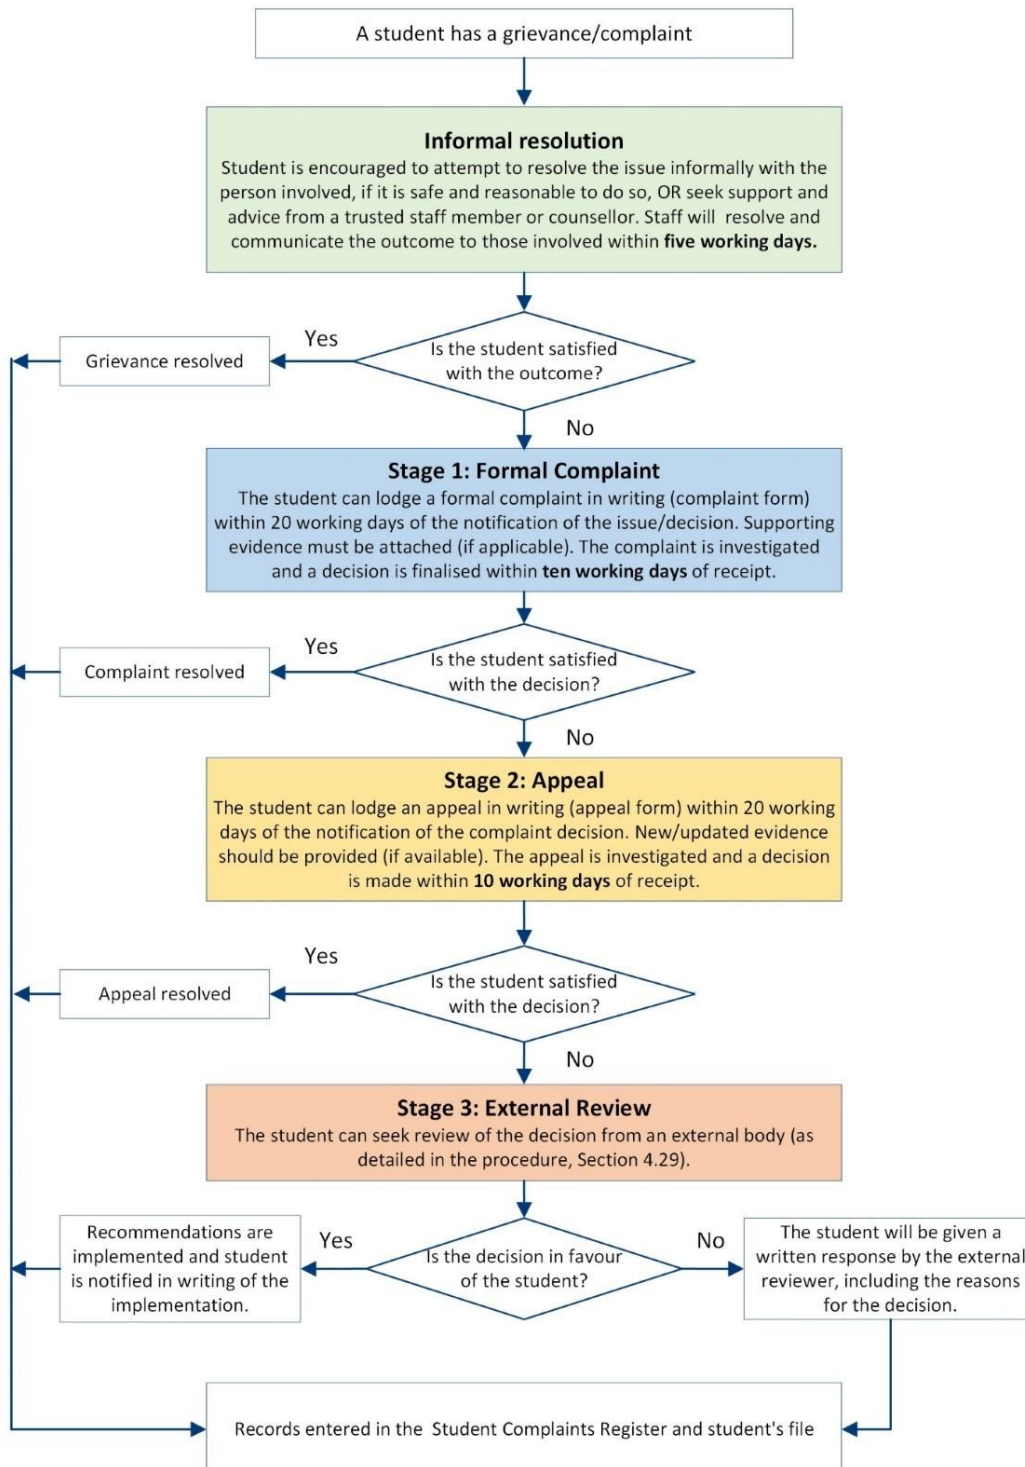 A student has a grievance/complaint
Informal resolution
Student is encouraged to attempt to resolve the issue informally with the
person involved, if it is safe and reasonable to do so, OR seek support and
advice from a trusted staff member or counsellor. Staff will resolve and
communicate the outcome to those involved within five working days.
Is the student satisfied
with the outcome?
Yes
Grievance resolved
No
Stage 1: Formal Complaint
The student can lodge a formal complaint in writing (complaint form)
within 20 working days of the notification of the issue/decision. Supporting
evidence must be attached (if applicable). The complaint is investigated
and a decision is finalised within ten working days of receipt.
Is the student satisfied
with the decision?
Yes
Complaint resolved
No
Stage 2: Appeal
The student can lodge an appeal in writing (appeal form) within 20 working
days of the notification of the complaint decision. New/updated evidence
should be provided (if available). The appeal is investigated and a decision
is made within 10 working days of receipt.
Is the student satisfied
with the decision?
Yes
Appeal resolved
No
Stage 3: External Review
The student can seek review of the decision from an external body (as
detailed in the procedure, Section 4.29).
Is the decision in favour
of the student?
Yes
Recommendations are
implemented and student
is notified in writing of the
implementation.
No
The student will be given a
written response by the external
reviewer, including the reasons
for the decision.
Records entered in the Student Complaints Register and student's file